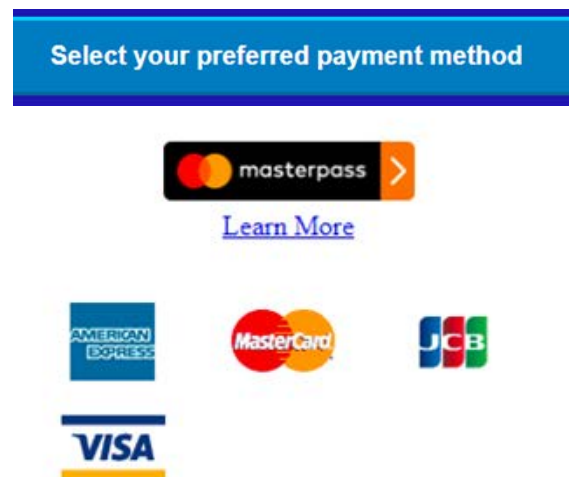 Select your preferred payment method
masterpass
Learn More
AMERICAN
EXPRESS
MasterCard
JCB
VISA